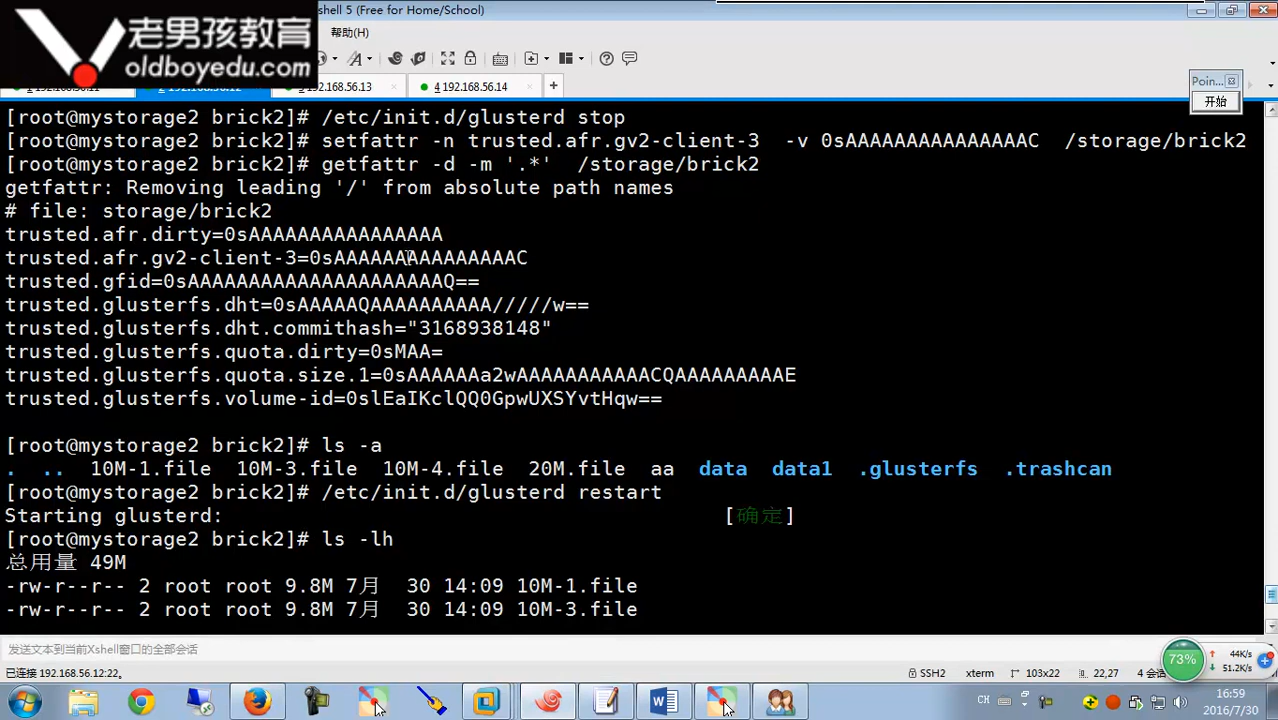 老男孩教育
oldboyedu.com
shell 5 (Free for Home/School)
帮助(H)
3 192.168.56.13
4 192.168.56.14
Poin...
开始
[root@mystorage2 brick2]# /etc/init.d/glusterd stop
[root@mystorage2 brick2]# setfattr -n trusted.afr.gv2-client-3  -v 0sAAAAAAAAAAAAAAAC  /storage/brick2
[root@mystorage2 brick2]# getfattr -d -m '.*'  /storage/brick2
getfattr: Removing leading '/' from absolute path names
# file: storage/brick2
trusted.afr.dirty=0sAAAAAAAAAAAAAAAA
trusted.afr.gv2-client-3=0sAAAAAAAAAAAAAAAC
trusted.gfid=0sAAAAAAAAAAAAAAAAAAAAAQ==
trusted.glusterfs.dht=0sAAAAAQAAAAAAAAAA/////w==
trusted.glusterfs.dht.commithash="3168938148"
trusted.glusterfs.quota.dirty=0sMAA=
trusted.glusterfs.quota.size.1=0sAAAAAAa2wAAAAAAAAAAACQAAAAAAAAAE
trusted.glusterfs.volume-id=0slEaIKclQQ0GpwUXSYvtHqw==
[root@mystorage2 brick2]# ls -a
.  ..  10M-1.file  10M-3.file  10M-4.file  20M.file  aa  data  data1  .glusterfs  .trashcan
[root@mystorage2 brick2]# /etc/init.d/glusterd restart
Starting glusterd: [确定]
[root@mystorage2 brick2]# ls -lh
总用量 49M
-rw-r--r-- 2 root root 9.8M 7月  30 14:09 10M-1.file
-rw-r--r-- 2 root root 9.8M 7月  30 14:09 10M-3.file
发送文本到当前Xshell窗口的全部会话
已连接 192.168.56.12:22。
SSH2 xterm 103x22 22,27 4 会
73%
44K/s
51.2K/s
CH
16:59
2016/7/30